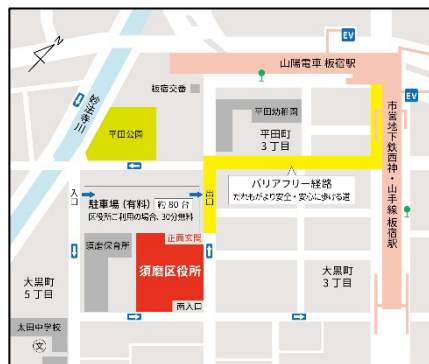 N
EV
山陽電車 板宿駅
板宿交番
EV
妙法寺川
平田公園
平田幼稚園
平田町
3丁目
市営地下鉄西神・山手線 板宿駅
入口
出口
バリアフリー経路
だれもがより安全・安心に歩ける道
駐車場(有料) 約80台
区役所ご利用の場合、30分無料
須磨保育所
正面玄関
須磨区役所
大黒町
5丁目
大黒町
3丁目
南入口
太田中学校
文